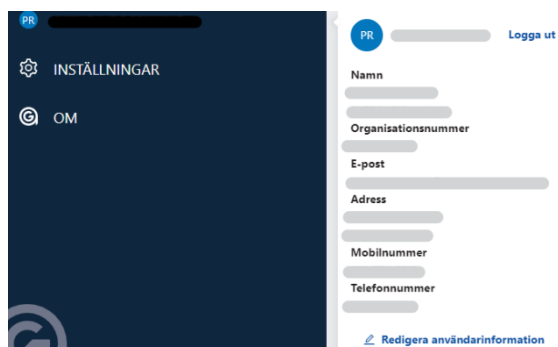 PR
INSTÄLLNINGAR
OM
PR
Logga ut
Namn
Organisationsnummer
E-post
Adress
Mobilnummer
Telefonnummer
Redigera användarinformation